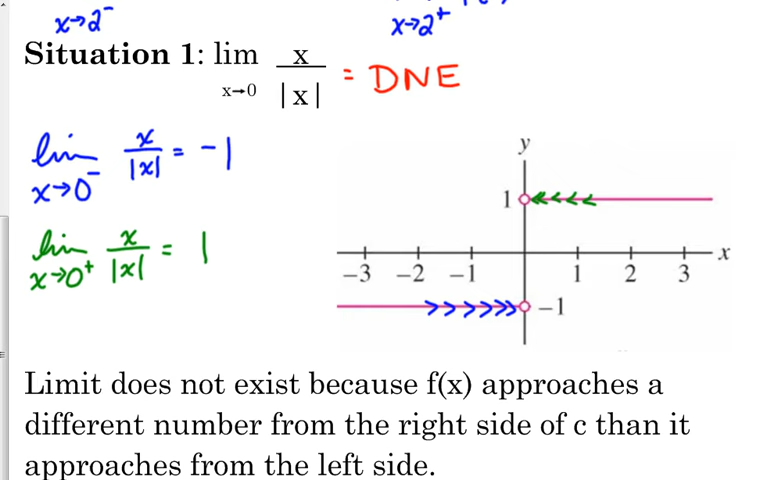 x→2⁻
x→2⁺
Situation 1: lim x→0 x/|x| = DNE
lim x→0⁻ x/|x| = -1
lim x→0⁺ x/|x| = 1
y
1
-3 -2 -1 1 2 3 x
-1
Limit does not exist because f(x) approaches a
different number from the right side of c than it
approaches from the left side.